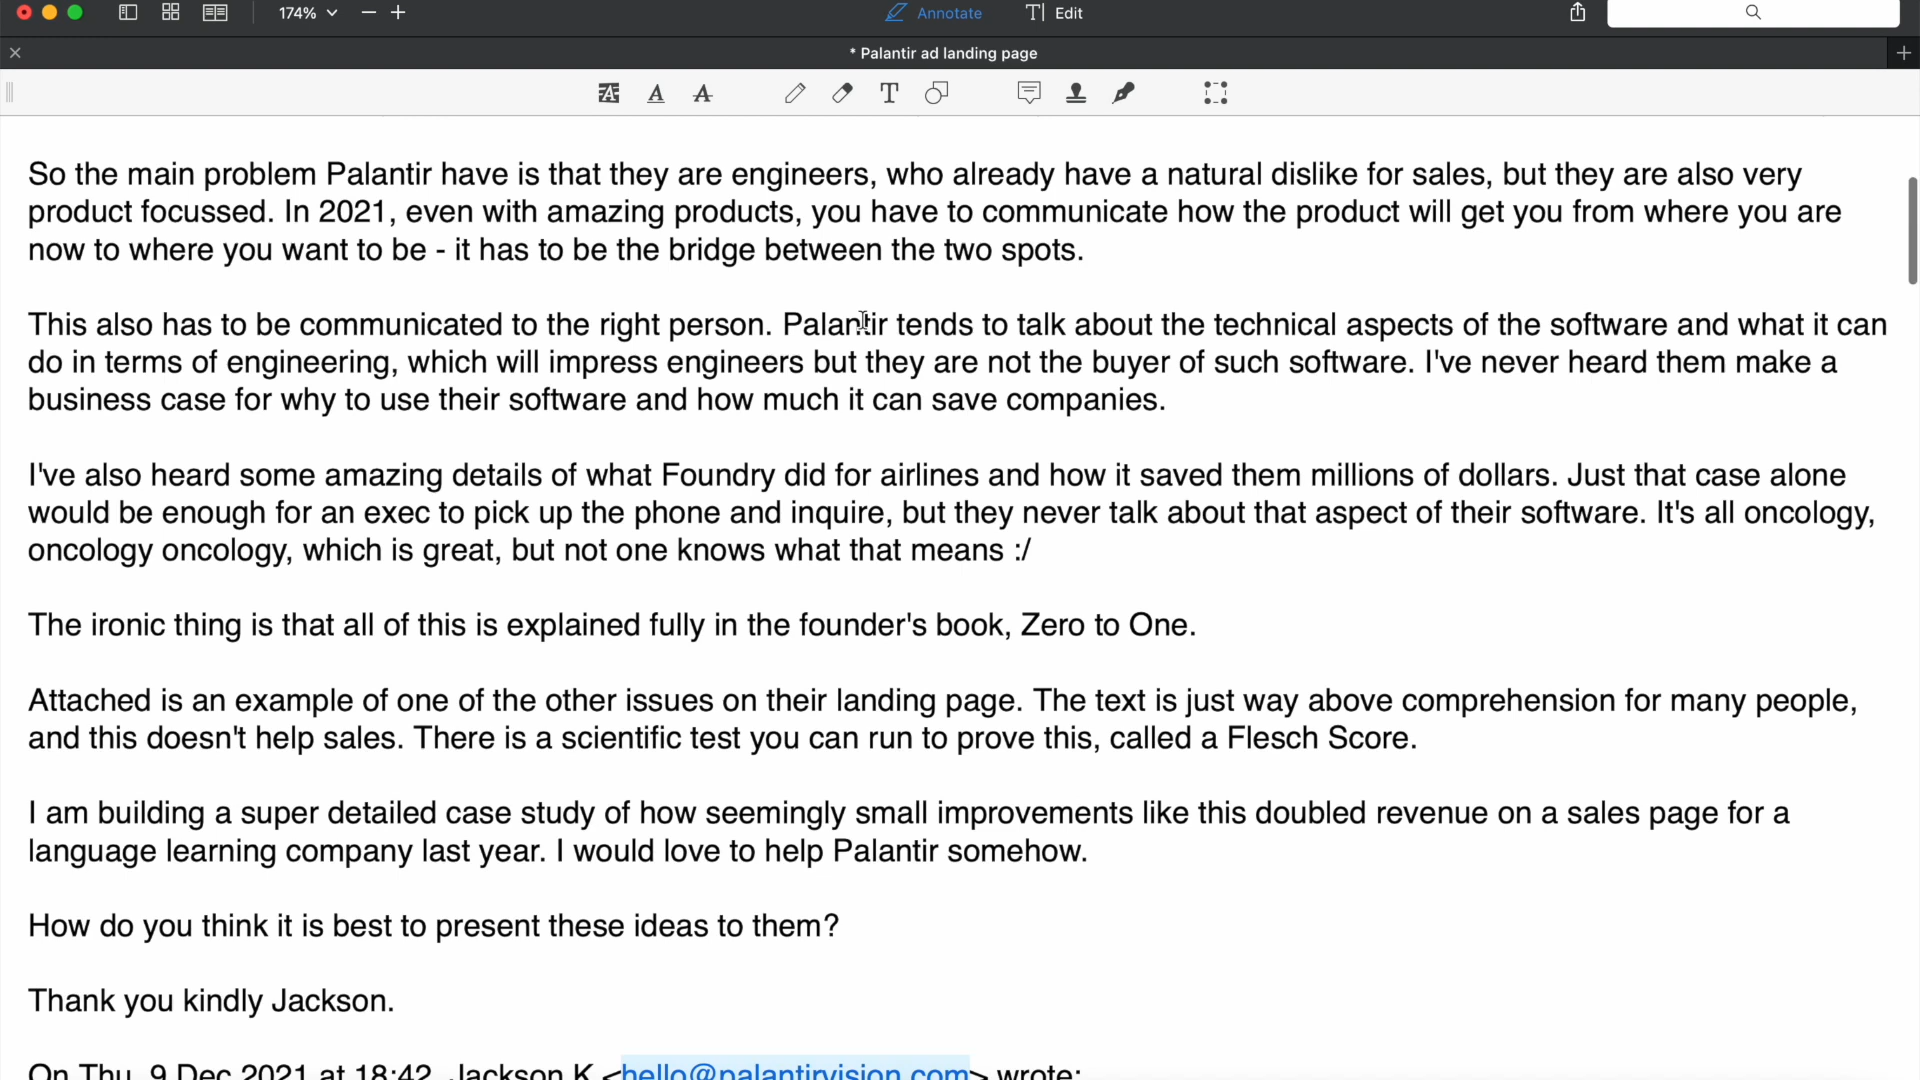 174%
Annotate
Edit
* Palantir ad landing page
So the main problem Palantir have is that they are engineers, who already have a natural dislike for sales, but they are also very
product focussed. In 2021, even with amazing products, you have to communicate how the product will get you from where you are
now to where you want to be - it has to be the bridge between the two spots.
This also has to be communicated to the right person. Palantir tends to talk about the technical aspects of the software and what it can
do in terms of engineering, which will impress engineers but they are not the buyer of such software. I've never heard them make a
business case for why to use their software and how much it can save companies.
I've also heard some amazing details of what Foundry did for airlines and how it saved them millions of dollars. Just that case alone
would be enough for an exec to pick up the phone and inquire, but they never talk about that aspect of their software. It's all oncology,
oncology oncology, which is great, but not one knows what that means :/
The ironic thing is that all of this is explained fully in the founder's book, Zero to One.
Attached is an example of one of the other issues on their landing page. The text is just way above comprehension for many people,
and this doesn't help sales. There is a scientific test you can run to prove this, called a Flesch Score.
I am building a super detailed case study of how seemingly small improvements like this doubled revenue on a sales page for a
language learning company last year. I would love to help Palantir somehow.
How do you think it is best to present these ideas to them?
Thank you kindly Jackson.
On Thu, 9 Dec 2021 at 18:42, Jackson K <hello@palantirvision.com> wrote: